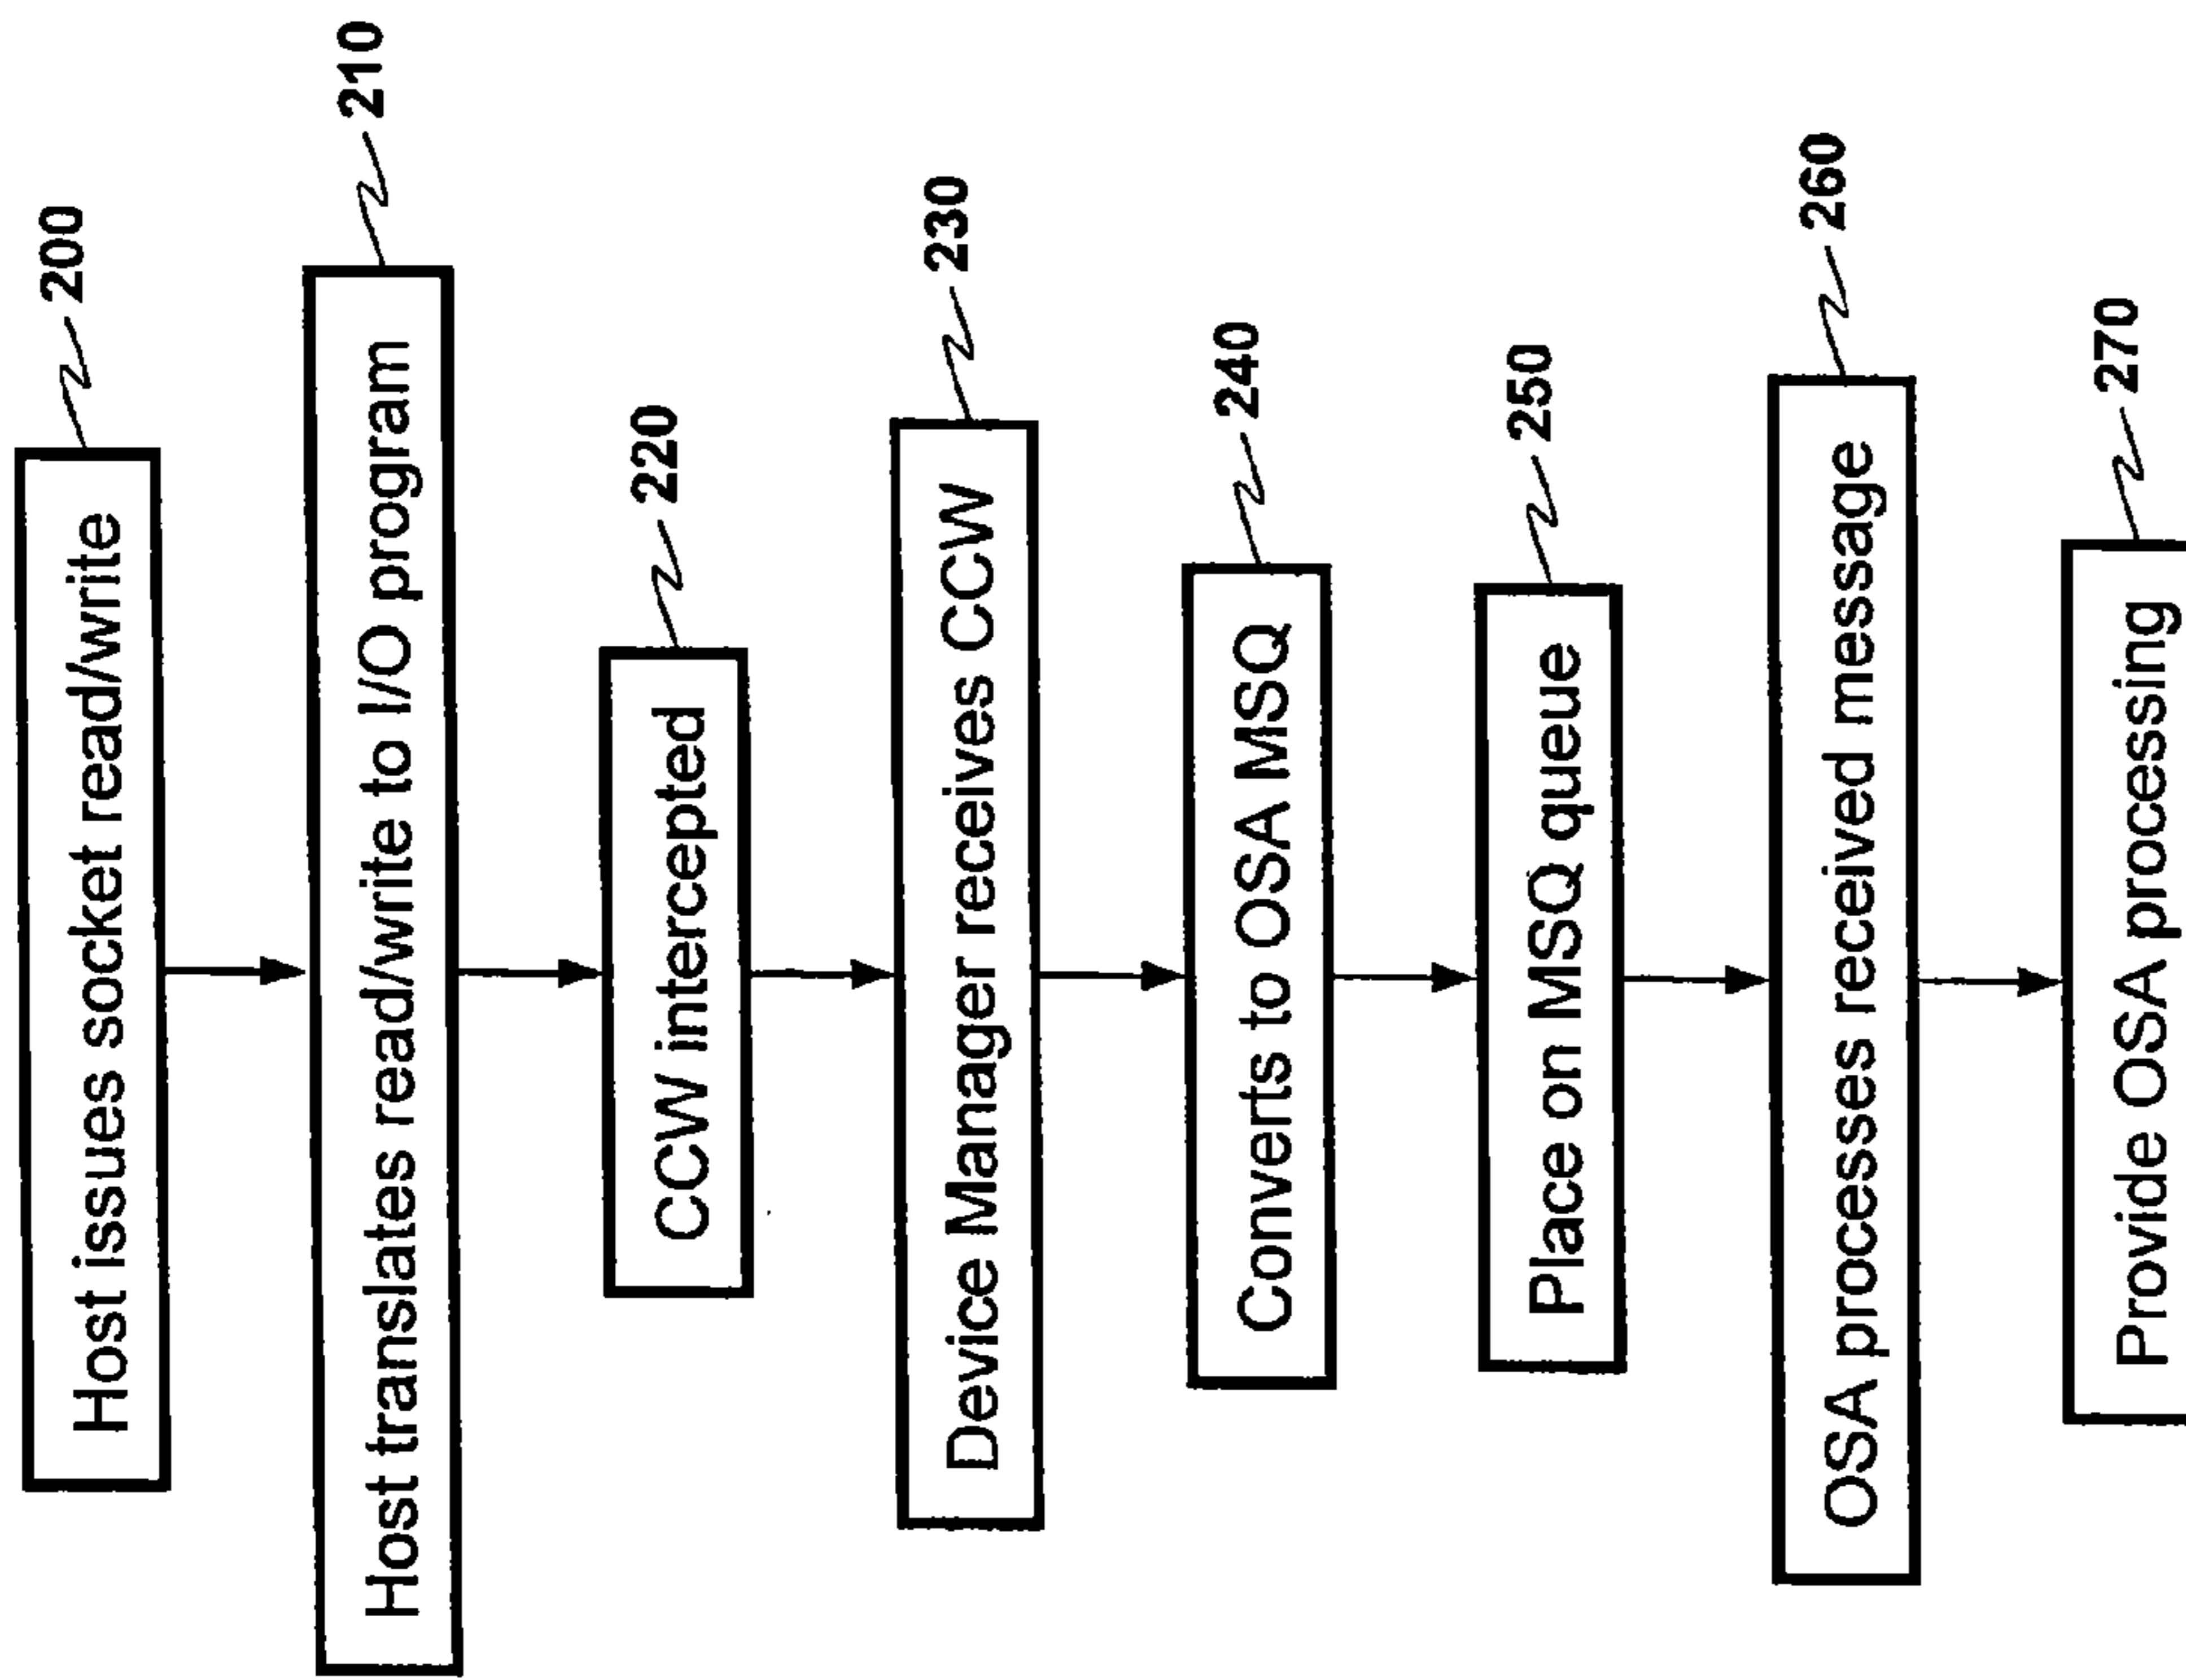 Host issues socket read/write
200
Host translates read/write to I/O program
210
CCW intercepted
220
Device Manager receives CCW
230
Converts to OSA MSQ
240
Place on MSQ queue
250
OSA processes received message
260
Provide OSA processing
270